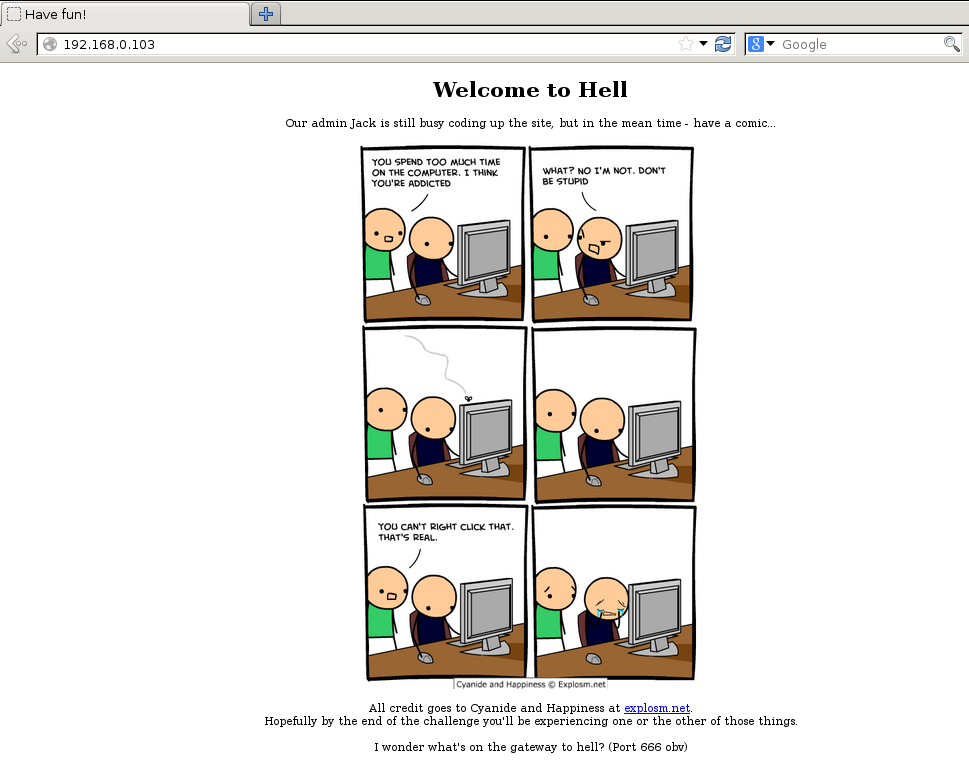 Have fun!
192.168.0.103
Google
Welcome to Hell
Our admin Jack is still busy coding up the site, but in the mean time - have a comic...
YOU SPEND TOO MUCH TIME
ON THE COMPUTER. I THINK
YOU'RE ADDICTED
WHAT? NO I'M NOT. DON'T
BE STUPID
YOU CAN'T RIGHT CLICK THAT.
THAT'S REAL.
Cyanide and Happiness © Explosm.net
All credit goes to Cyanide and Happiness at explosm.net.
Hopefully by the end of the challenge you'll be experiencing one or the other of those things.
I wonder what's on the gateway to hell? (Port 666 obv)